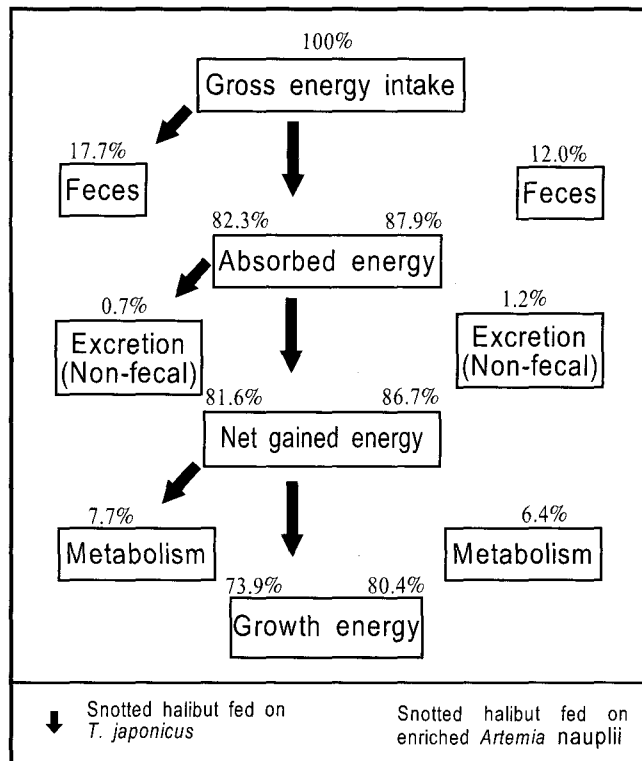 100%
Gross energy intake
17.7%
12.0%
Feces
Feces
82.3% 87.9%
Absorbed energy
0.7%
1.2%
Excretion
(Non-fecal)
Excretion
(Non-fecal)
81.6% 86.7%
Net gained energy
7.7%
6.4%
Metabolism
Metabolism
73.9% 80.4%
Growth energy
Snotted halibut fed on
T. japonicus
Snotted halibut fed on
enriched Artemia nauplii